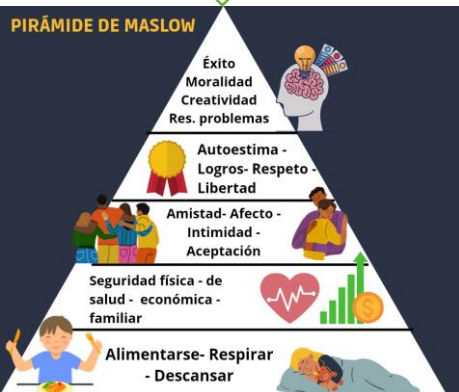 PIRÁMIDE DE MASLOW
Éxito
Moralidad
Creatividad
Res. problemas
Autoestima -
Logros- Respeto -
Libertad
Amistad- Afecto -
Intimidad -
Aceptación
Seguridad física - de
salud - económica -
familiar
Alimentarse- Respirar
- Descansar